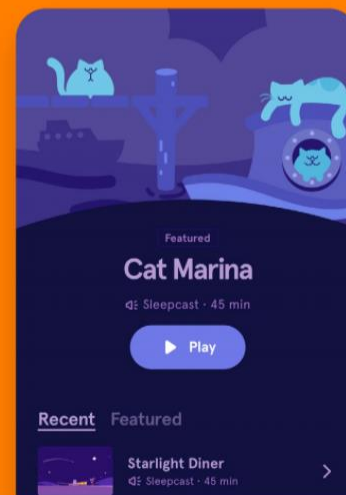 Featured
Cat Marina
Sleepcast · 45 min
Play
Recent Featured
Starlight Diner
Sleepcast · 45 min